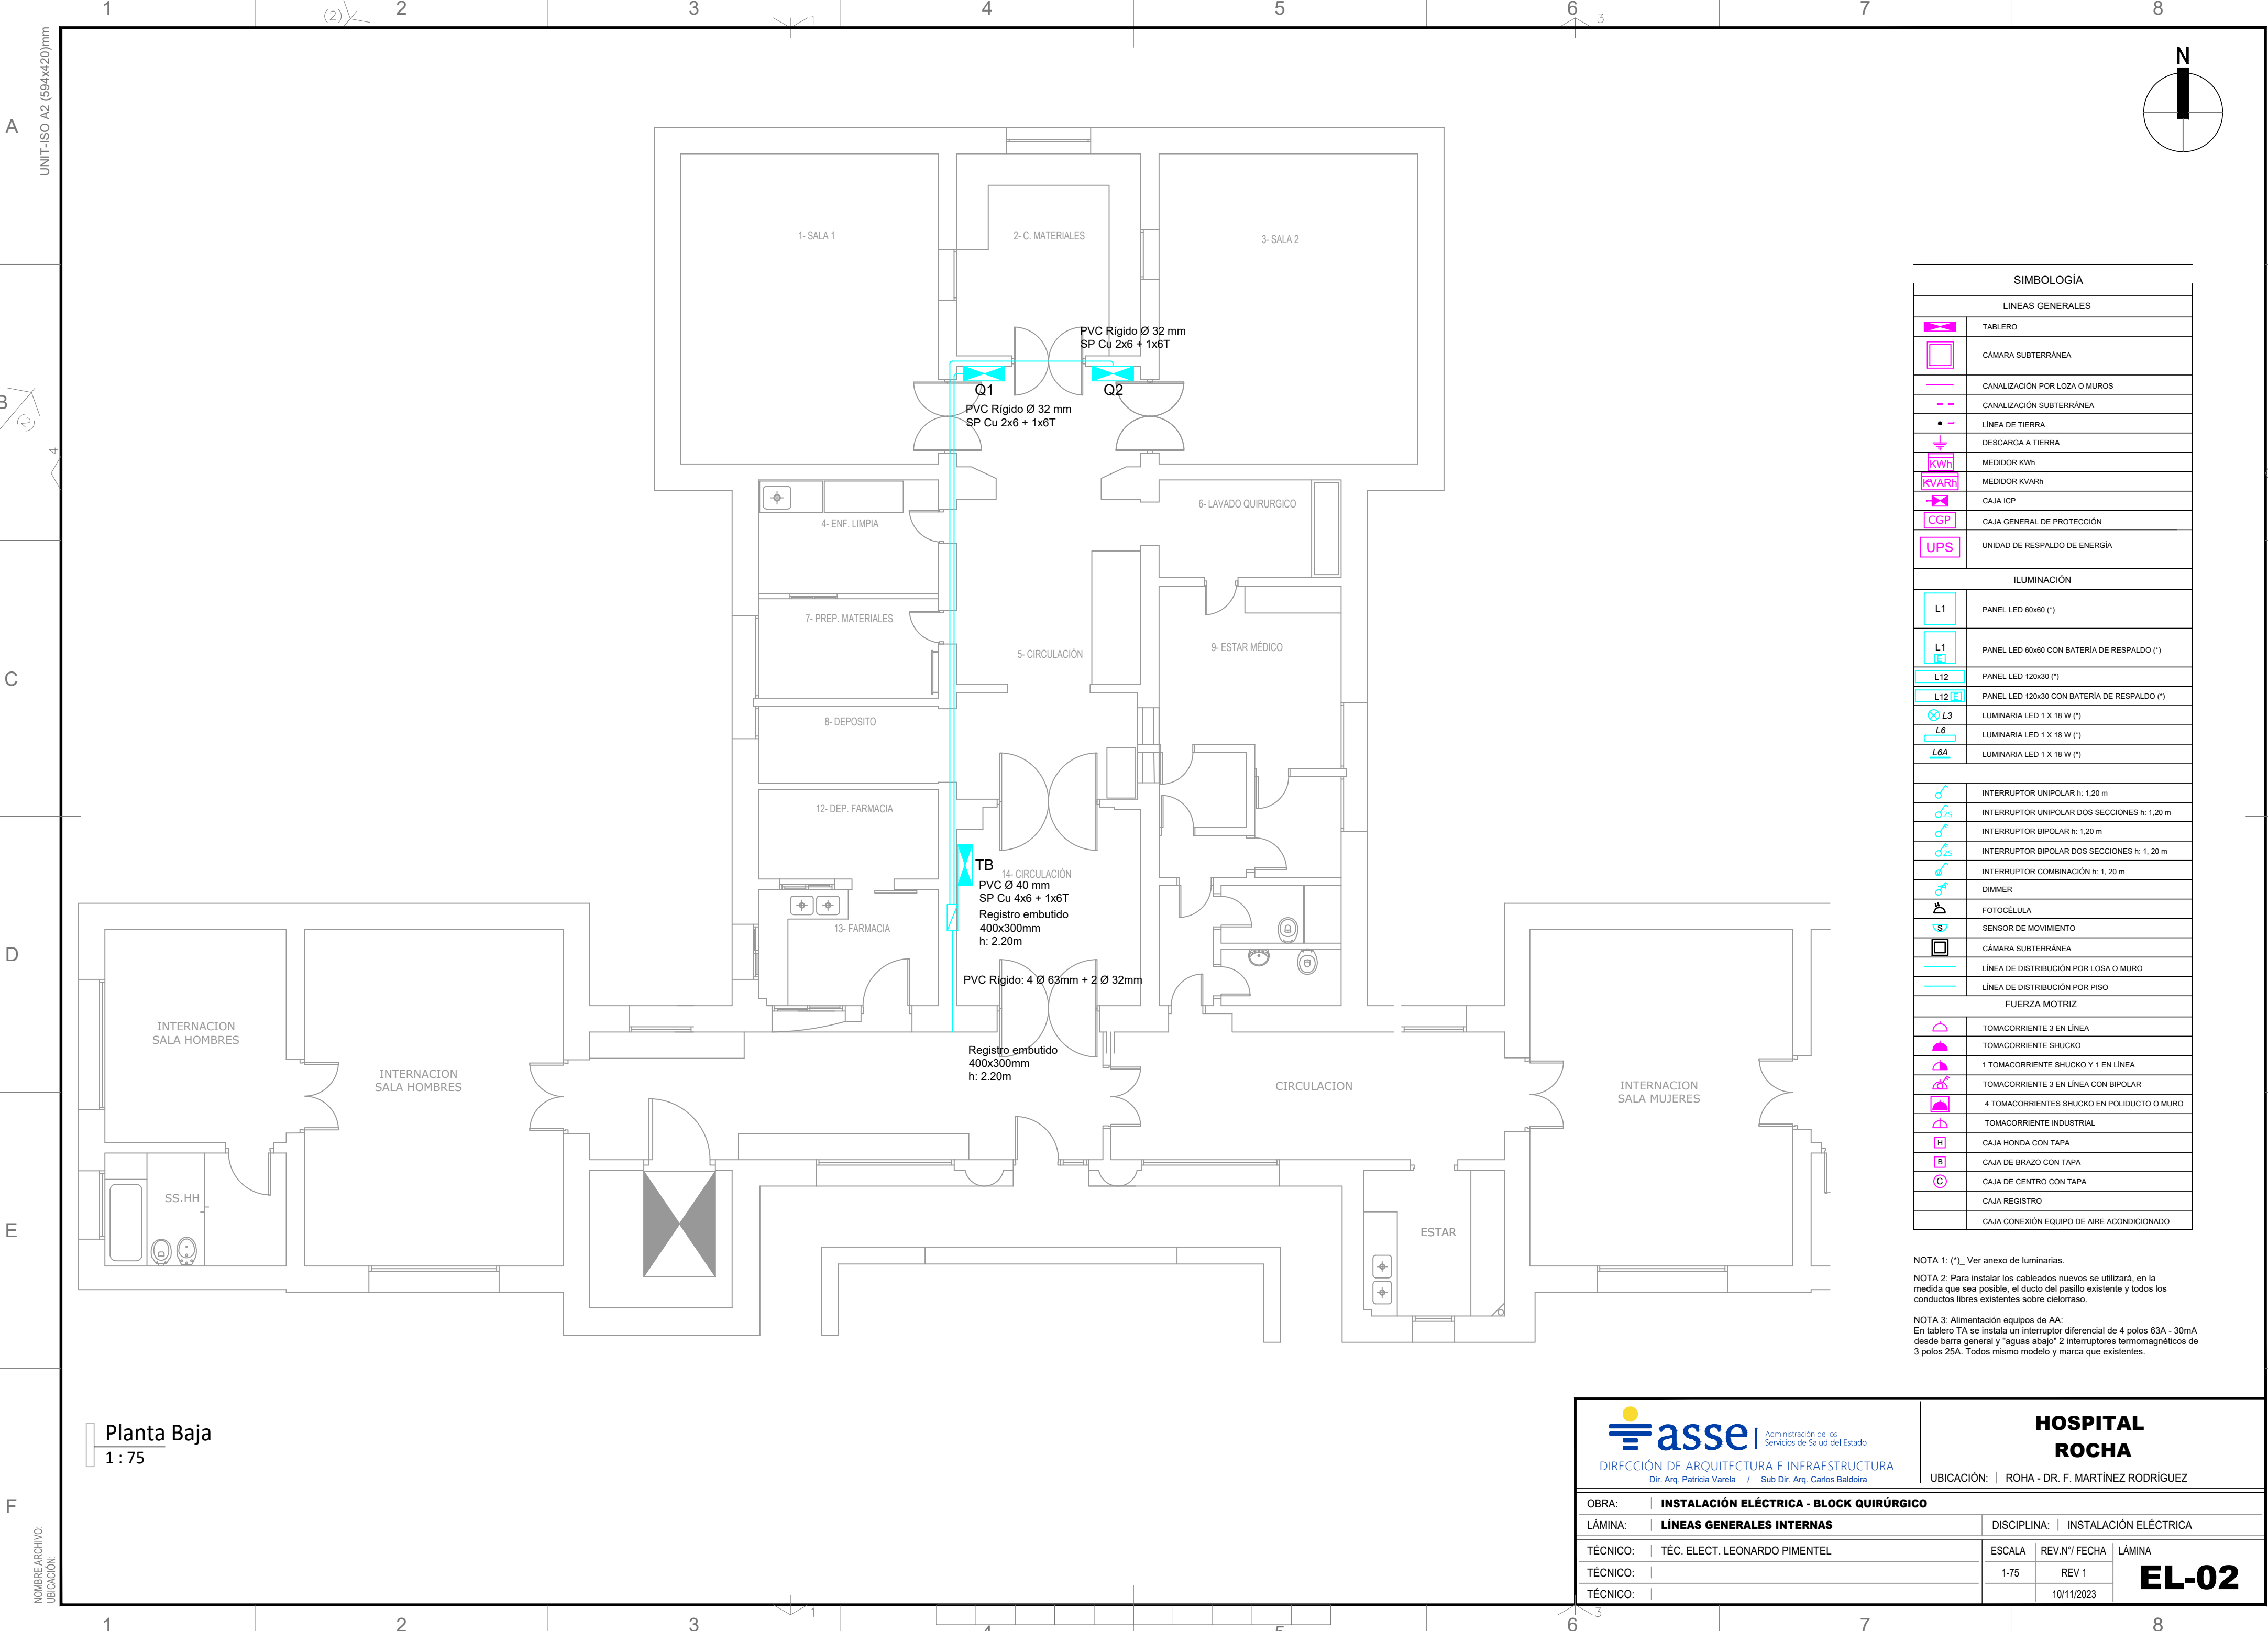 1 2 3 4 5 6 7 8
(2)
1
3
UNIT-ISO A2 (594x420)mm
A
B
C
D
E
F
(2)
4
N
1- SALA 1
2- C. MATERIALES
3- SALA 2
PVC Rígido Ø 32 mm
SP Cu 2x6 + 1x6T
Q1
Q2
PVC Rígido Ø 32 mm
SP Cu 2x6 + 1x6T
4- ENF. LIMPIA
6- LAVADO QUIRURGICO
7- PREP. MATERIALES
5- CIRCULACIÓN
9- ESTAR MÉDICO
8- DEPOSITO
12- DEP. FARMACIA
TB
14- CIRCULACIÓN
PVC Ø 40 mm
SP Cu 4x6 + 1x6T
Registro embutido
400x300mm
h: 2.20m
13- FARMACIA
PVC Rígido: 4 Ø 63mm + 2 Ø 32mm
Registro embutido
400x300mm
h: 2.20m
INTERNACION
SALA HOMBRES
INTERNACION
SALA HOMBRES
CIRCULACION
INTERNACION
SALA MUJERES
SS.HH
ESTAR
SIMBOLOGÍA
LINEAS GENERALES
TABLERO
CÁMARA SUBTERRÁNEA
CANALIZACIÓN POR LOZA O MUROS
CANALIZACIÓN SUBTERRÁNEA
LÍNEA DE TIERRA
DESCARGA A TIERRA
KWh MEDIDOR KWh
KVARh MEDIDOR KVARh
CAJA ICP
CGP CAJA GENERAL DE PROTECCIÓN
UPS UNIDAD DE RESPALDO DE ENERGÍA
ILUMINACIÓN
L1 PANEL LED 60x60 (*)
L1 E PANEL LED 60x60 CON BATERÍA DE RESPALDO (*)
L12 PANEL LED 120x30 (*)
L12 E PANEL LED 120x30 CON BATERÍA DE RESPALDO (*)
L3 LUMINARIA LED 1 X 18 W (*)
L6 LUMINARIA LED 1 X 18 W (*)
L6A LUMINARIA LED 1 X 18 W (*)
INTERRUPTOR UNIPOLAR h: 1,20 m
2S INTERRUPTOR UNIPOLAR DOS SECCIONES h: 1,20 m
INTERRUPTOR BIPOLAR h: 1,20 m
2S INTERRUPTOR BIPOLAR DOS SECCIONES h: 1, 20 m
INTERRUPTOR COMBINACIÓN h: 1, 20 m
DIMMER
FOTOCÉLULA
S SENSOR DE MOVIMIENTO
CÁMARA SUBTERRÁNEA
LÍNEA DE DISTRIBUCIÓN POR LOSA O MURO
LÍNEA DE DISTRIBUCIÓN POR PISO
FUERZA MOTRIZ
TOMACORRIENTE 3 EN LÍNEA
TOMACORRIENTE SHUCKO
1 TOMACORRIENTE SHUCKO Y 1 EN LÍNEA
TOMACORRIENTE 3 EN LÍNEA CON BIPOLAR
4 TOMACORRIENTES SHUCKO EN POLIDUCTO O MURO
TOMACORRIENTE INDUSTRIAL
H CAJA HONDA CON TAPA
B CAJA DE BRAZO CON TAPA
C CAJA DE CENTRO CON TAPA
CAJA REGISTRO
CAJA CONEXIÓN EQUIPO DE AIRE ACONDICIONADO
NOTA 1: (*)_ Ver anexo de luminarias.
NOTA 2: Para instalar los cableados nuevos se utilizará, en la
medida que sea posible, el ducto del pasillo existente y todos los
conductos libres existentes sobre cielorraso.
NOTA 3: Alimentación equipos de AA:
En tablero TA se instala un interruptor diferencial de 4 polos 63A - 30mA
desde barra general y "aguas abajo" 2 interruptores termomagnéticos de
3 polos 25A. Todos mismo modelo y marca que existentes.
Planta Baja
1 : 75
asse
Administración de los
Servicios de Salud del Estado
DIRECCIÓN DE ARQUITECTURA E INFRAESTRUCTURA
Dir. Arq. Patricia Varela / Sub Dir. Arq. Carlos Baldoira
HOSPITAL
ROCHA
UBICACIÓN: ROHA - DR. F. MARTÍNEZ RODRÍGUEZ
OBRA: INSTALACIÓN ELÉCTRICA - BLOCK QUIRÚRGICO
LÁMINA: LÍNEAS GENERALES INTERNAS
DISCIPLINA: INSTALACIÓN ELÉCTRICA
TÉCNICO: TÉC. ELECT. LEONARDO PIMENTEL
TÉCNICO:
TÉCNICO:
ESCALA REV.N°/ FECHA LÁMINA
1-75 REV 1
10/11/2023
EL-02
NOMBRE ARCHIVO:
UBICACIÓN:
1
3
1 2 3 4 5 6 7 8